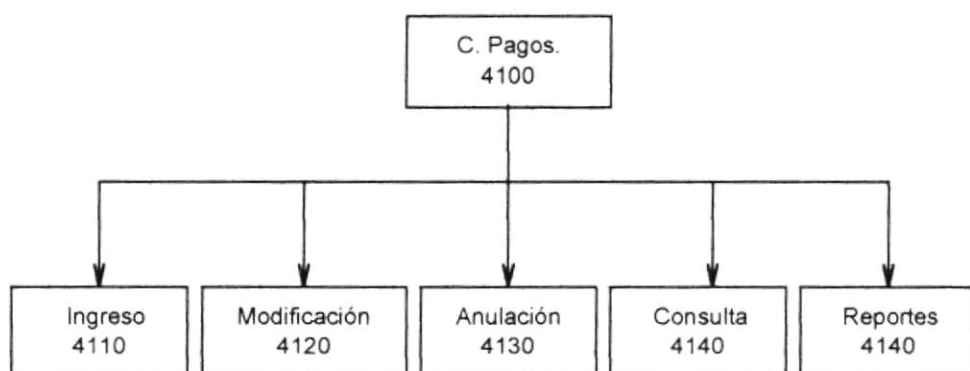 C. Pagos.
4100
Ingreso
4110
Modificación
4120
Anulación
4130
Consulta
4140
Reportes
4140